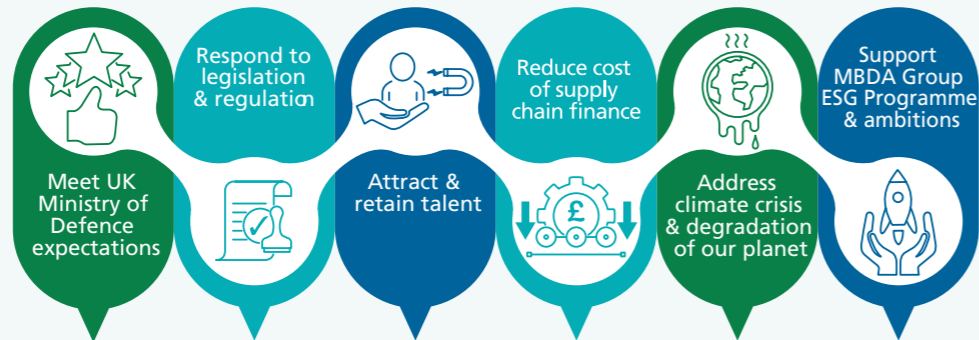 Meet UK
Ministry of
Defence
expectations
Respond to
legislation
& regulation
Attract &
retain talent
£
Reduce cost
of supply
chain finance
Address
climate crisis
& degradation
of our planet
Support
MBDA Group
ESG Programme
& ambitions